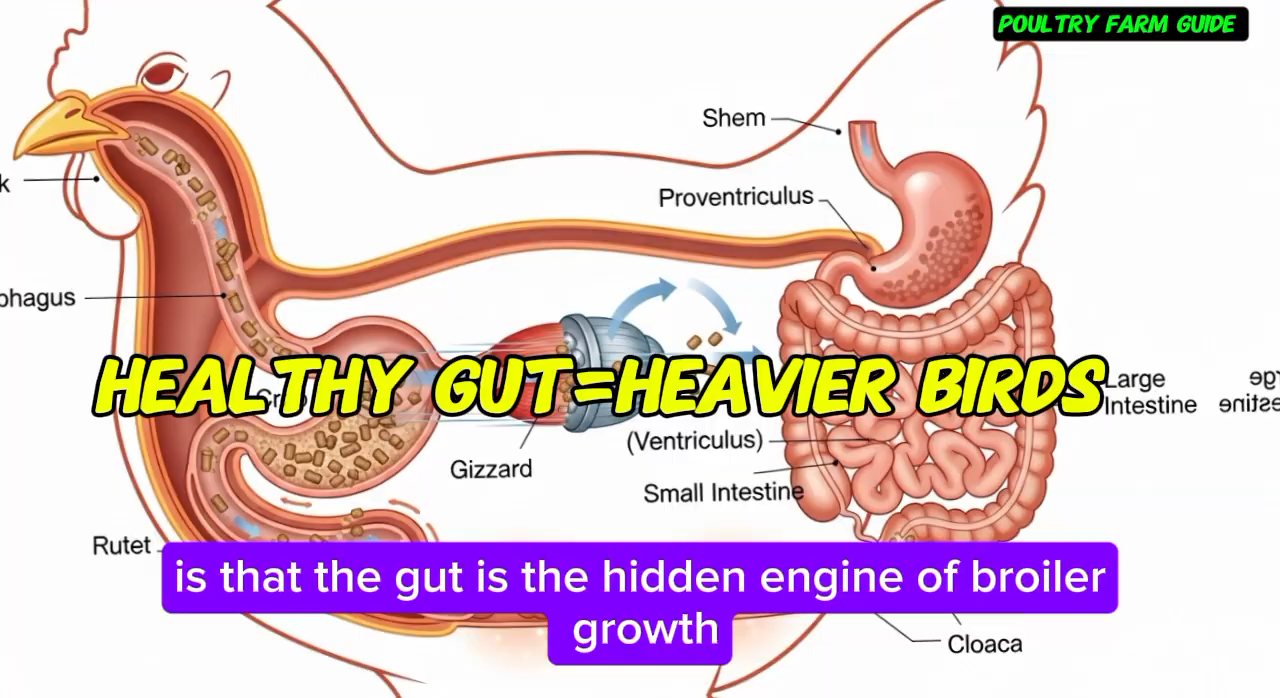 POULTRY FARM GUIDE
Shem
k
Proventriculus
phagus
HEALTHY GUT=HEAVIER BIRDS
Large
Intestine
(Ventriculus)
Gizzard
Small Intestine
Rutet
is that the gut is the hidden engine of broiler
growth
Cloaca